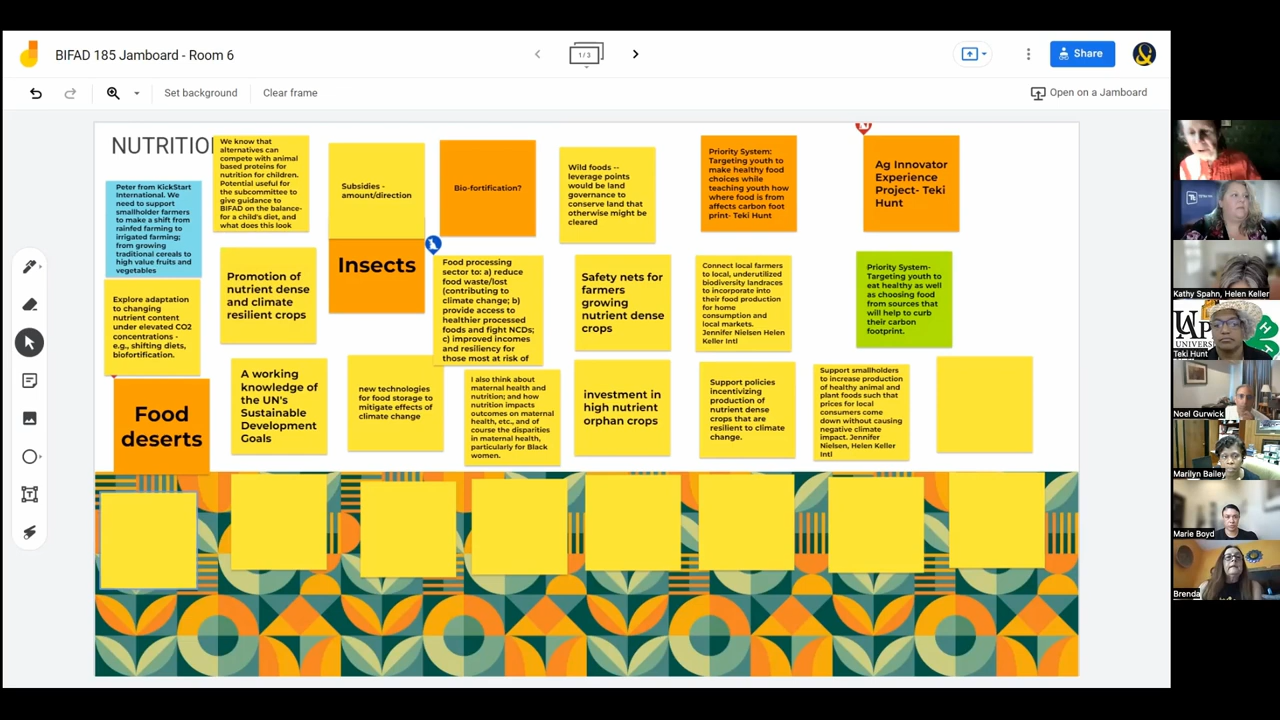 BIFAD 185 Jamboard - Room 6
1/3
Share
Set background
Clear frame
Open on a Jamboard
NUTRITIO
Peter from KickStart
International. We
need to support
smallholder farmers
to make a shift from
rainfed farming to
irrigated farming;
from growing
traditional cereals to
high value fruits and
vegetables
We know that
alternatives can
compete with animal
based proteins for
nutrition for children.
Potential useful for
the subcommittee to
give guidance to
BIFAD on the balance-
for a child's diet, and
what does this look
Subsidies -
amount/direction
Bio-fortification?
Wild foods --
leverage points
would be land
governance to
conserve land that
otherwise might be
cleared
Priority System:
Targeting youth to
make healthy food
choices while
teaching youth how
where food is from
affects carbon foot
print- Teki Hunt
Ag Innovator
Experience
Project- Teki
Hunt
Explore adaptation
to changing
nutrient content
under elevated CO2
concentrations -
e.g., shifting diets,
biofortification.
Promotion of
nutrient dense
and climate
resilient crops
Insects
Food processing
sector to: a) reduce
food waste/lost
(contributing to
climate change; b)
provide access to
healthier processed
foods and fight NCDs;
c) improved incomes
and resiliency for
those most at risk of
Safety nets for
farmers
growing
nutrient dense
crops
Connect local farmers
to local, underutilized
biodiversity landraces
to incorporate into
their food production
for home
consumption and
local markets.
Jennifer Nielsen Helen
Keller Intl
Priority System-
Targeting youth to
eat healthy as well
as choosing food
from sources that
will help to curb
their carbon
footprint.
Food
deserts
A working
knowledge of
the UN's
Sustainable
Development
Goals
new technologies
for food storage to
mitigate effects of
climate change
I also think about
maternal health and
nutrition; and how
nutrition impacts
outcomes on maternal
health, etc., and of
course the disparities
in maternal health,
particularly for Black
women.
investment in
high nutrient
orphan crops
Support policies
incentivizing
production of
nutrient dense
crops that are
resilient to climate
change.
Support smallholders
to increase production
of healthy animal and
plant foods such that
prices for local
consumers come
down without causing
negative climate
impact. Jennifer
Nielsen, Helen Keller
Intl
Kathy Spahn, Helen Keller
Teki Hunt
Noel Gurwick
Marilyn Bailey
Marie Boyd
Brenda